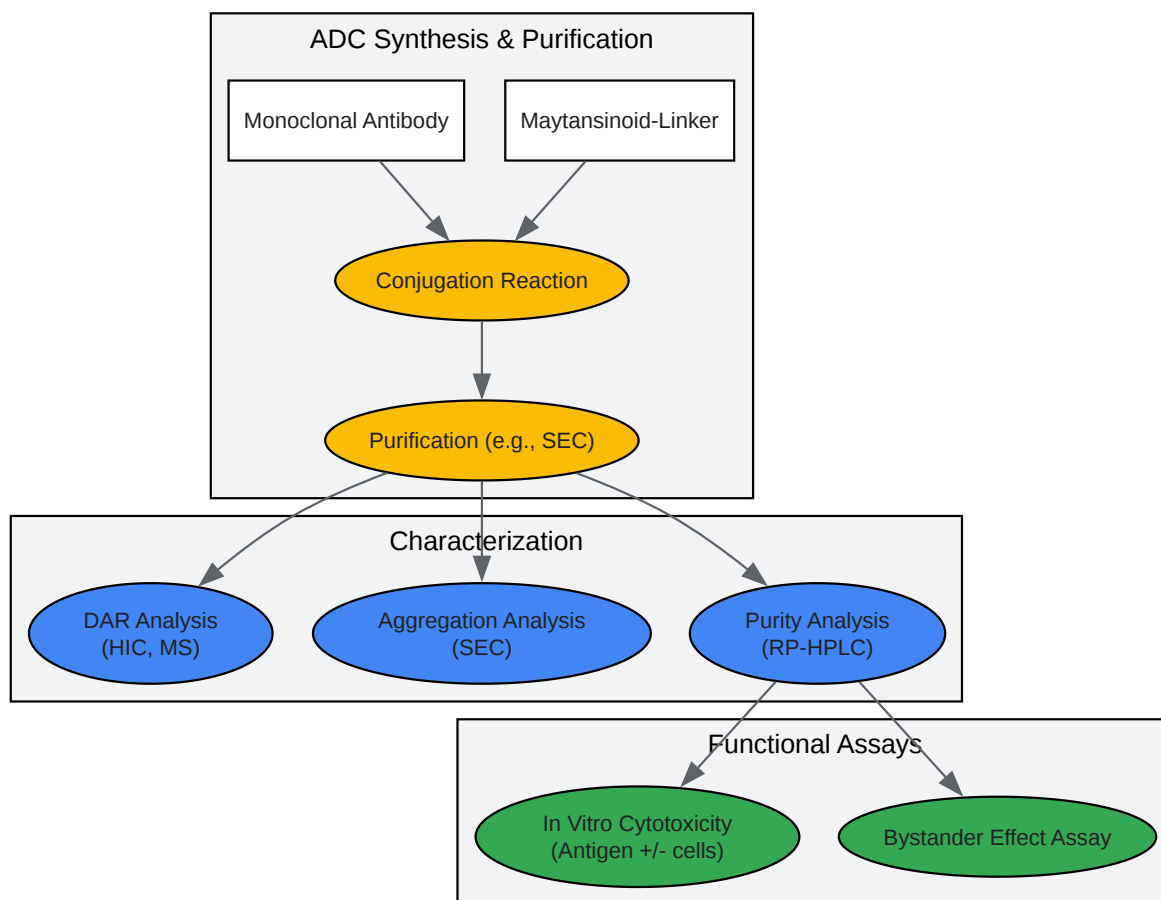 ADC Synthesis & Purification
Monoclonal Antibody
Maytansinoid-Linker
Conjugation Reaction
Purification (e.g., SEC)
Characterization
DAR Analysis
(HIC, MS)
Aggregation Analysis
(SEC)
Purity Analysis
(RP-HPLC)
Functional Assays
In Vitro Cytotoxicity
(Antigen +/- cells)
Bystander Effect Assay